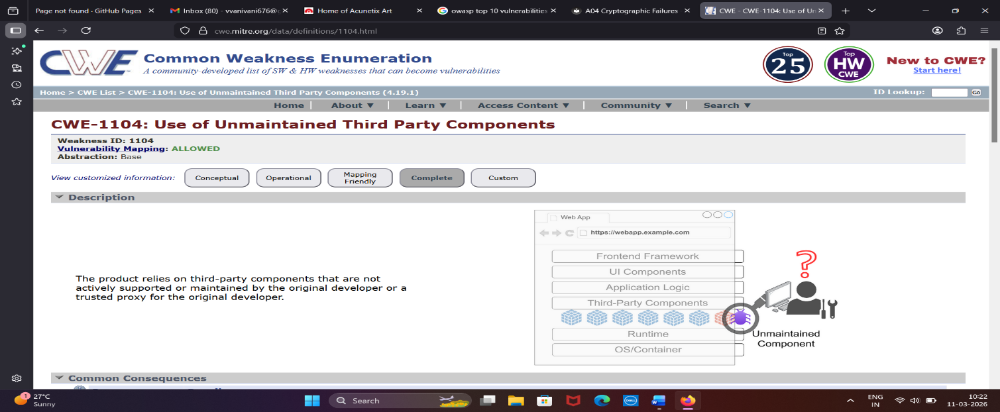 Page not found · GitHub Pages
Inbox (80) - vvanivani676@g
Home of Acunetix Art
owasp top 10 vulnerabilities
A04 Cryptographic Failures
CWE - CWE-1104: Use of Un
cwe.mitre.org/data/definitions/1104.html
CWE
Common Weakness Enumeration
A community-developed list of SW & HW weaknesses that can become vulnerabilities
Top
25
Top
HW
CWE
New to CWE?
Start here!
Home > CWE List > CWE-1104: Use of Unmaintained Third Party Components (4.19.1)
ID Lookup:
Go
Home
About ▼
Learn ▼
Access Content ▼
Community ▼
Search ▼
CWE-1104: Use of Unmaintained Third Party Components
Weakness ID: 1104
Vulnerability Mapping: ALLOWED
Abstraction: Base
View customized information:
Conceptual
Operational
Mapping
Friendly
Complete
Custom
Description
The product relies on third-party components that are not
actively supported or maintained by the original developer or a
trusted proxy for the original developer.
Web App
https://webapp.example.com
Frontend Framework
UI Components
Application Logic
Third-Party Components
Runtime
OS/Container
?
Unmaintained
Component
Common Consequences
1
27°C
Sunny
Search
DELL
W
ENG
IN
10:22
11-03-2026